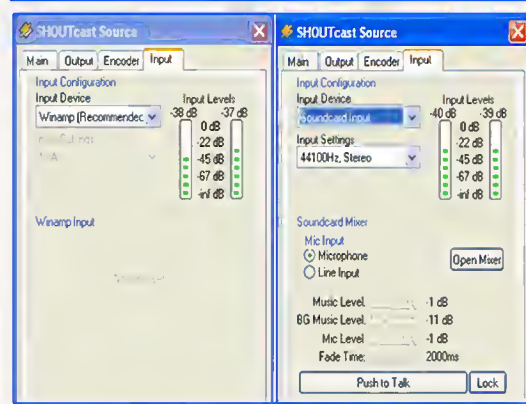 SHOUTcast Source
Main Output Encoder Input
Input Configuration
Input Device
Input Levels
Winamp (Recommendec
-38 dB -37 dB
0 dB
-22 dB
-45 dB
-67 dB
-inf dB
Winamp Input
SHOUTcast Source
Main Output Encoder Input
Input Configuration
Input Device
Input Levels
Soundcard Input
-40 dB -39 dB
0 dB
Input Settings
-22 dB
44100Hz, Stereo
-45 dB
-67 dB
-inf dB
Soundcard Mixer
Mic Input
Microphone
Open Mixer
Line Input
Music Level: -1 dB
BG Music Level: -11 dB
Mic Level -1 dB
Fade Time: 2000ms
Push to Talk Lock